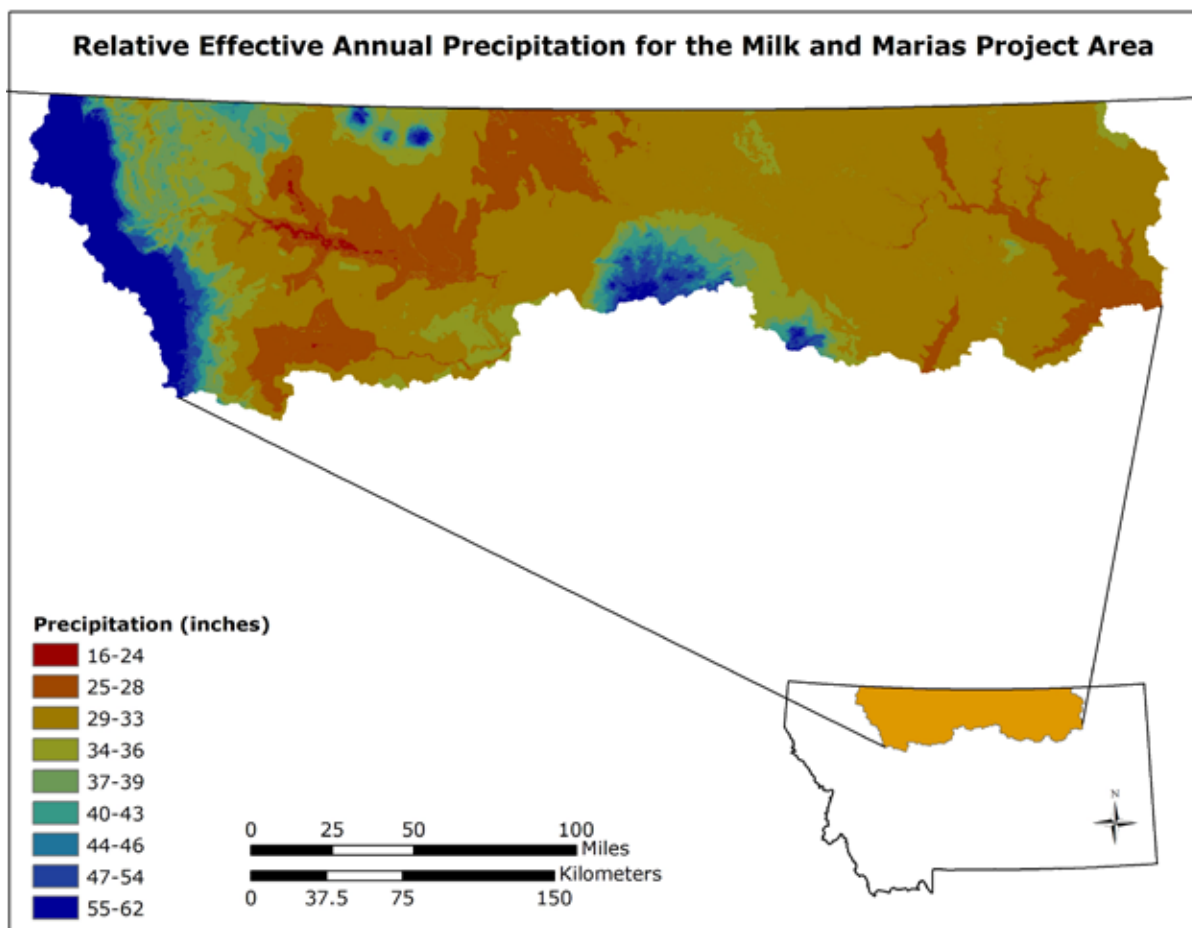 Relative Effective Annual Precipitation for the Milk and Marias Project Area
Precipitation (inches)
16-24
25-28
29-33
34-36
37-39
40-43
44-46
47-54
55-62
0 25 50 100
Miles
Kilometers
0 37.5 75 150
N